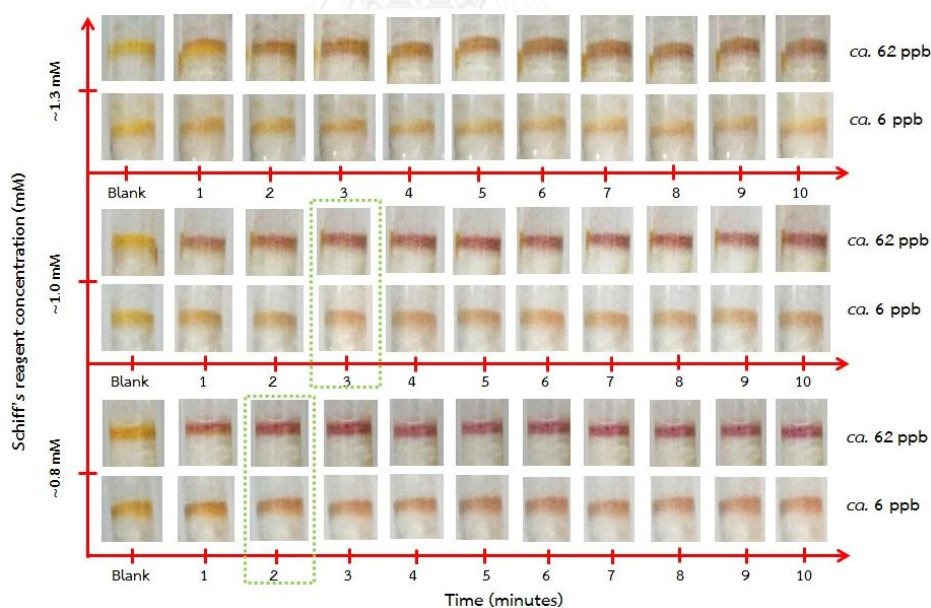 ca. 62 ppb
~1.3 mM
ca. 6 ppb
Blank 1 2 3 4 5 6 7 8 9 10
ca. 62 ppb
~1.0 mM
ca. 6 ppb
Blank 1 2 3 4 5 6 7 8 9 10
ca. 62 ppb
~0.8 mM
ca. 6 ppb
Blank 1 2 3 4 5 6 7 8 9 10
Schiff's reagent concentration (mM)
Time (minutes)